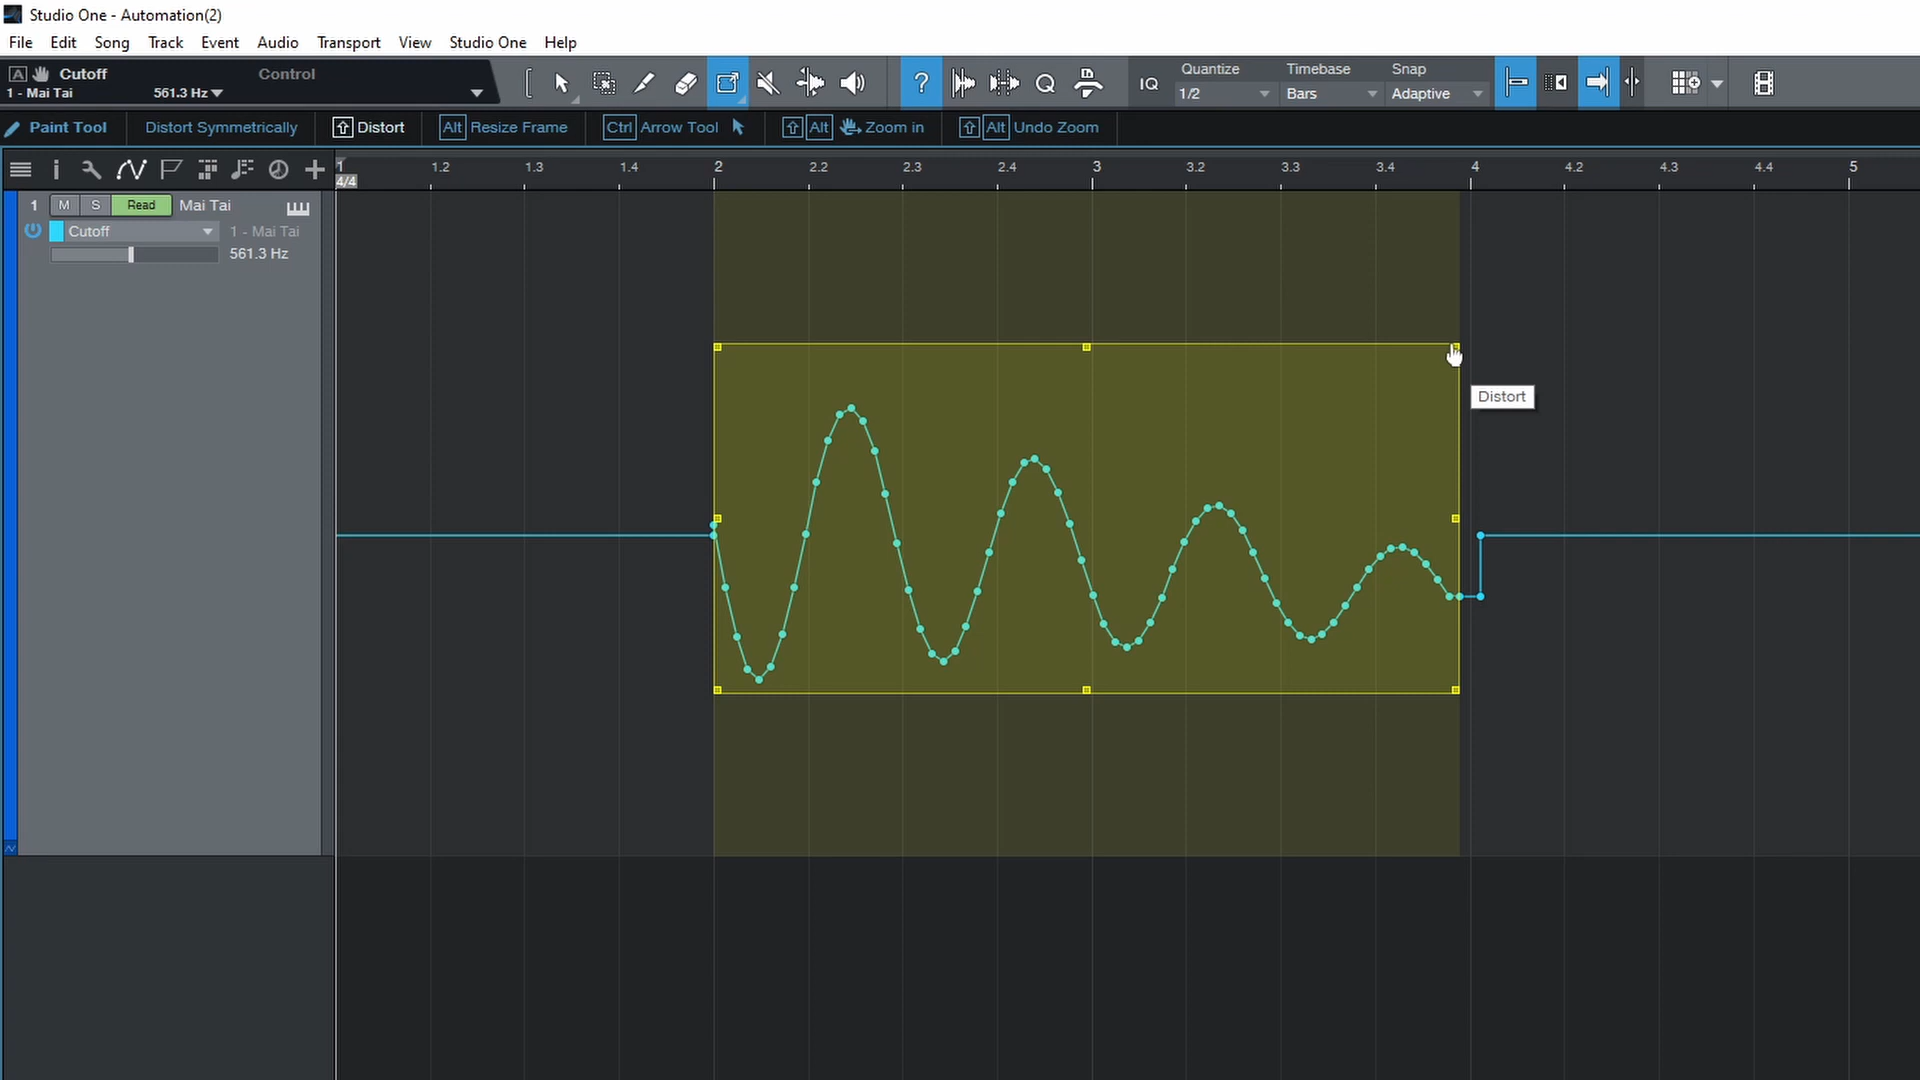 Studio One - Automation(2)
File Edit Song Track Event Audio Transport View Studio One Help
A Cutoff Control
1 - Mai Tai 561.3 Hz
? IQ Quantize Timebase Snap
1/2 Bars Adaptive
Paint Tool Distort Symmetrically Distort Alt Resize Frame Ctrl Arrow Tool Alt Zoom in Alt Undo Zoom
1 1.2 1.3 1.4 2 2.2 2.3 2.4 3 3.2 3.3 3.4 4 4.2 4.3 4.4 5
4/4
1 M S Read Mai Tai
Cutoff 1 - Mai Tai
561.3 Hz
Distort